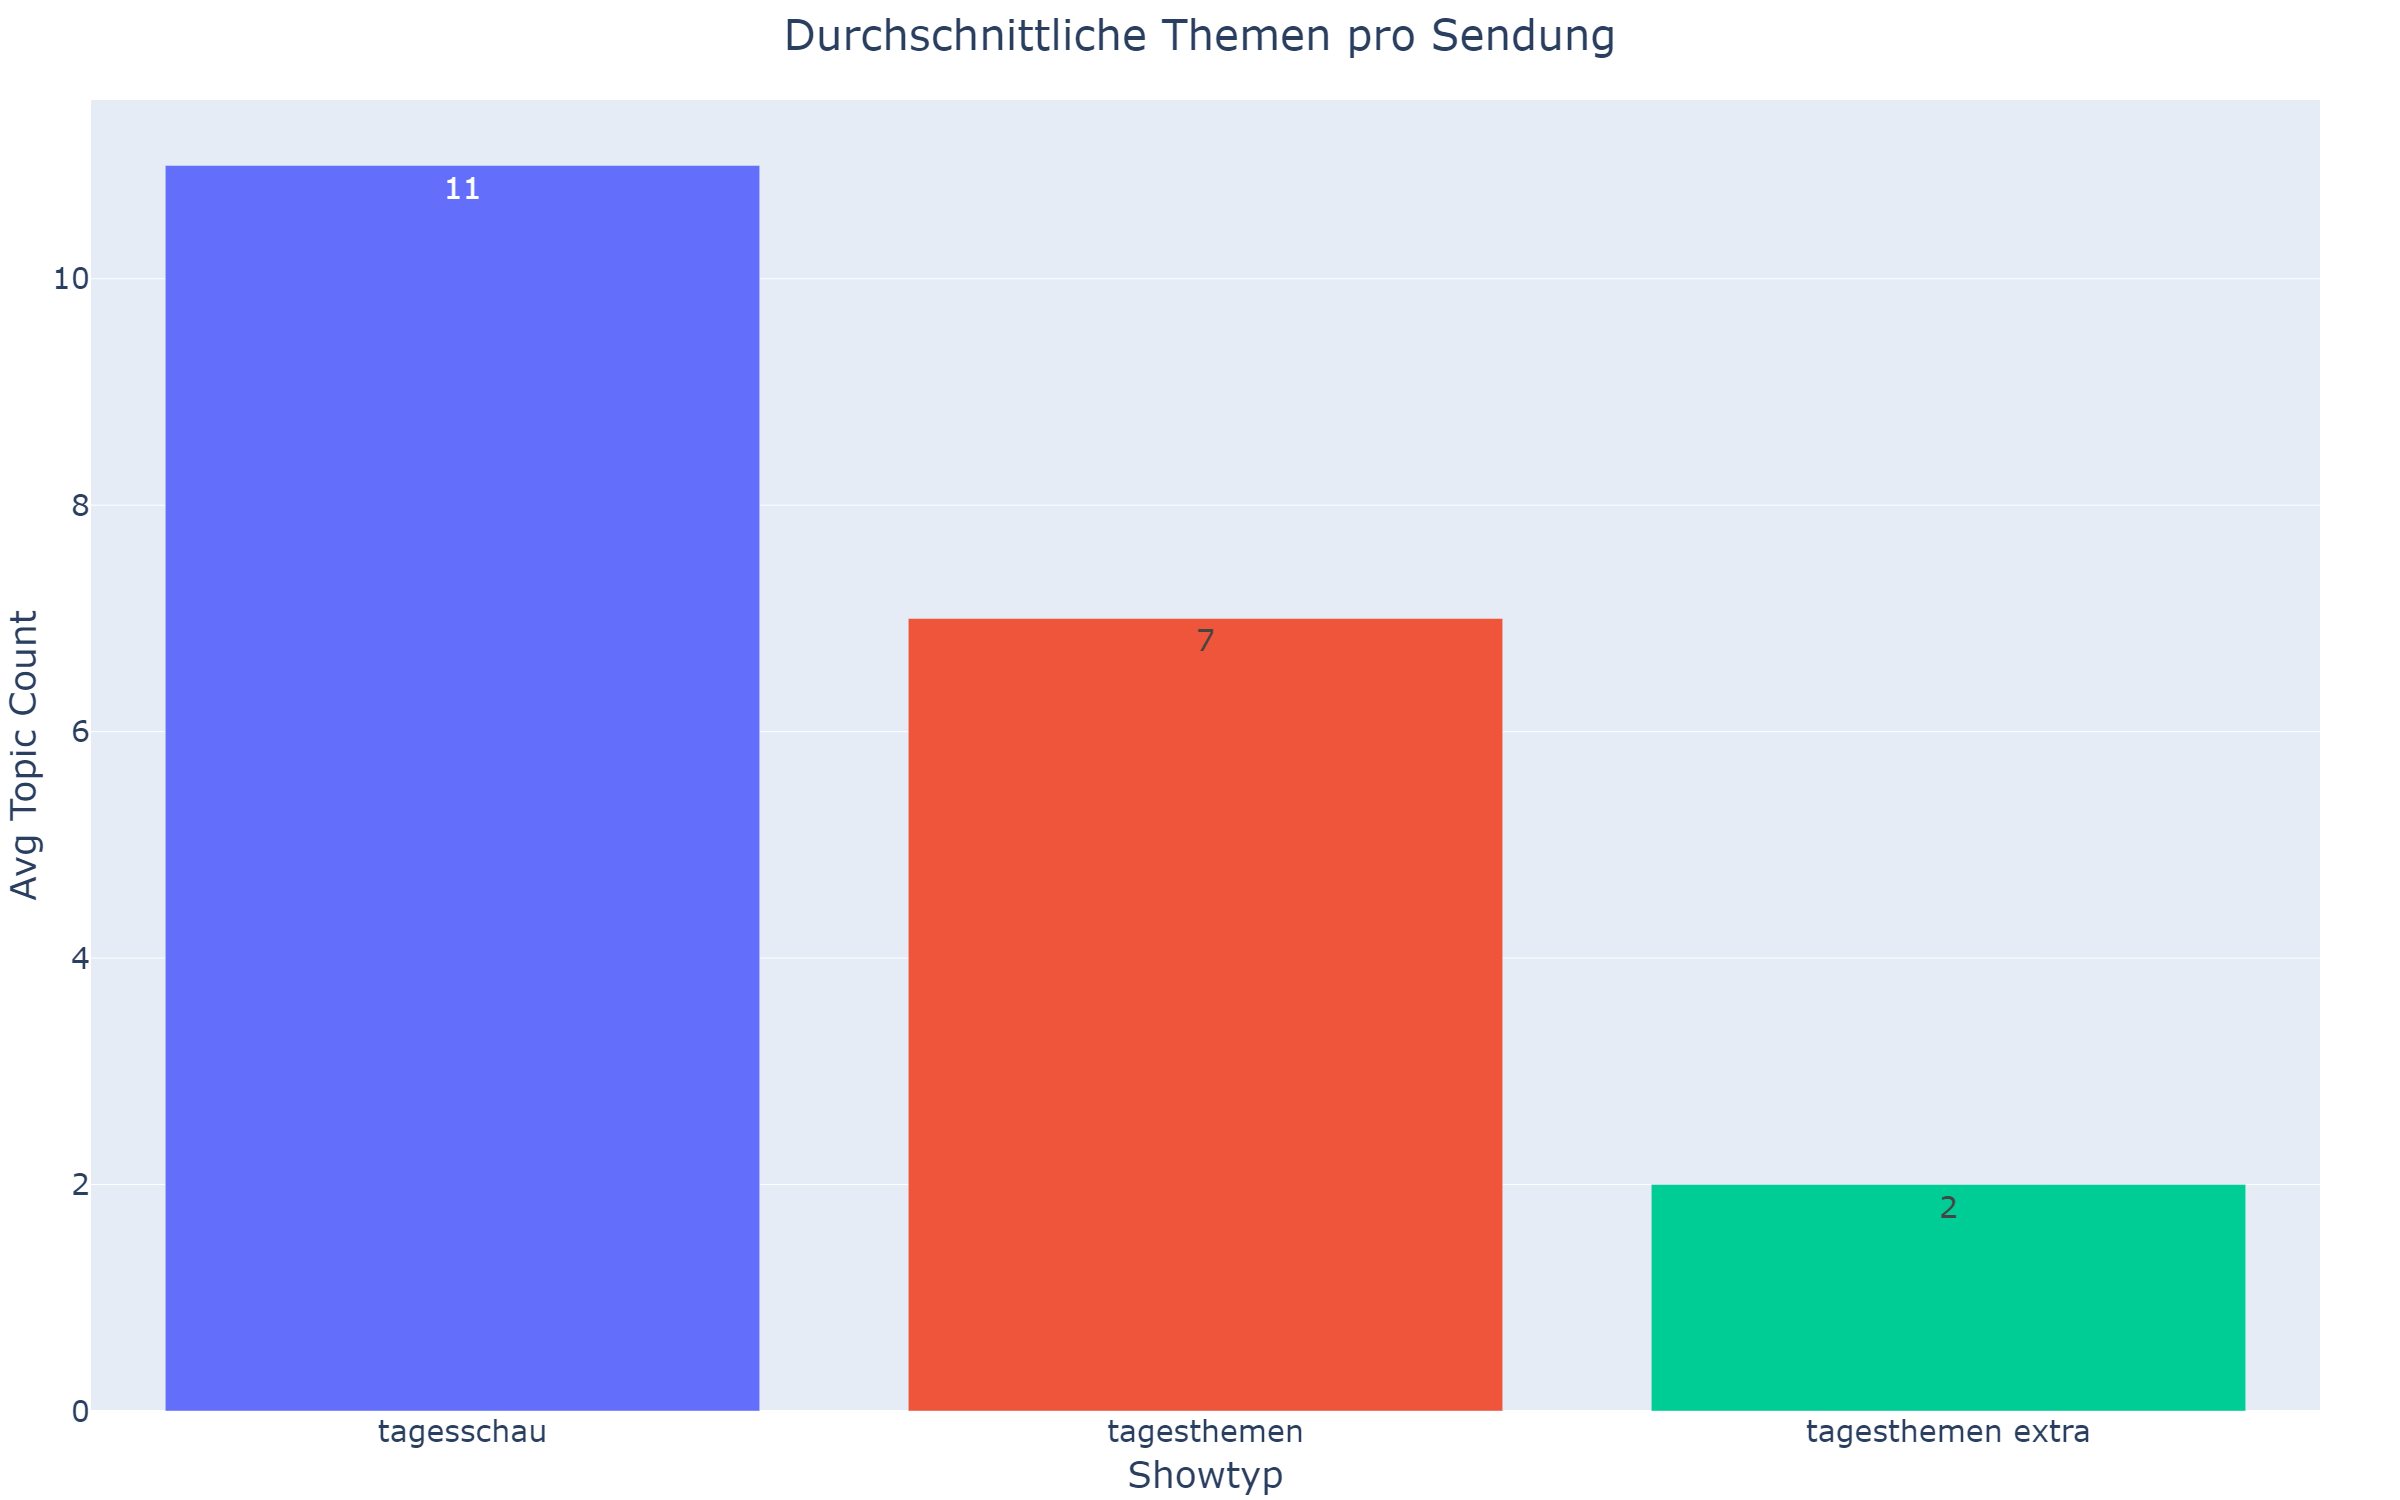 Durchschnittliche Themen pro Sendung
Avg Topic Count
10
8
6
4
2
0
11
7
2
tagesschau
tagesthemen
tagesthemen extra
Showtyp